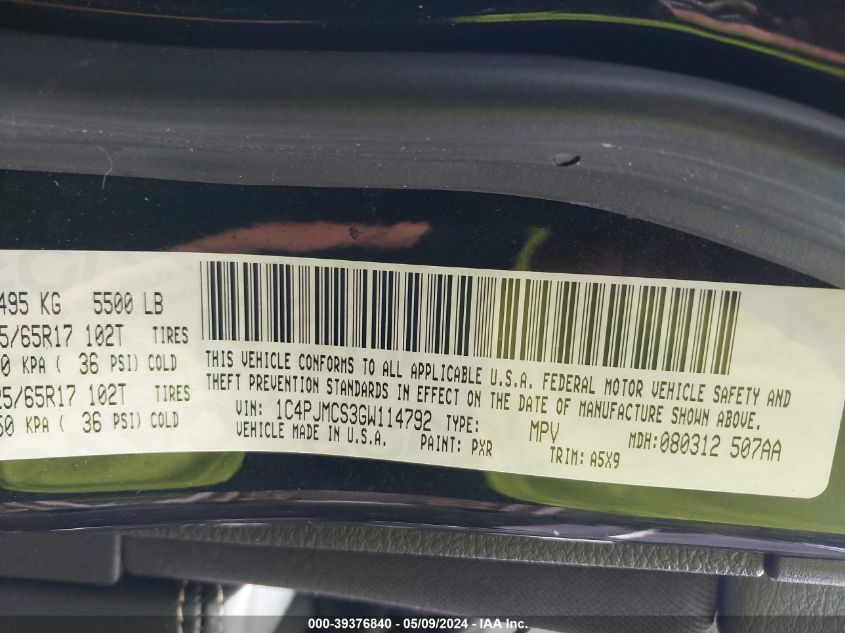 495 KG 5500 LB
5/65R17 102T TIRES
0 KPA ( 36 PSI) COLD
25/65R17 102T TIRES
50 KPA ( 36 PSI) COLD
THIS VEHICLE CONFORMS TO ALL APPLICABLE U.S.A. FEDERAL MOTOR VEHICLE SAFETY AND
THEFT PREVENTION STANDARDS IN EFFECT ON THE DATE OF MANUFACTURE SHOWN ABOVE.
VIN: 1C4PJMCS3GW114792 TYPE: MPV MDH:080312 507AA
VEHICLE MADE IN U.S.A. PAINT: PXR TRIM: A5X9
000-39376840 - 05/09/2024 - IAA Inc.